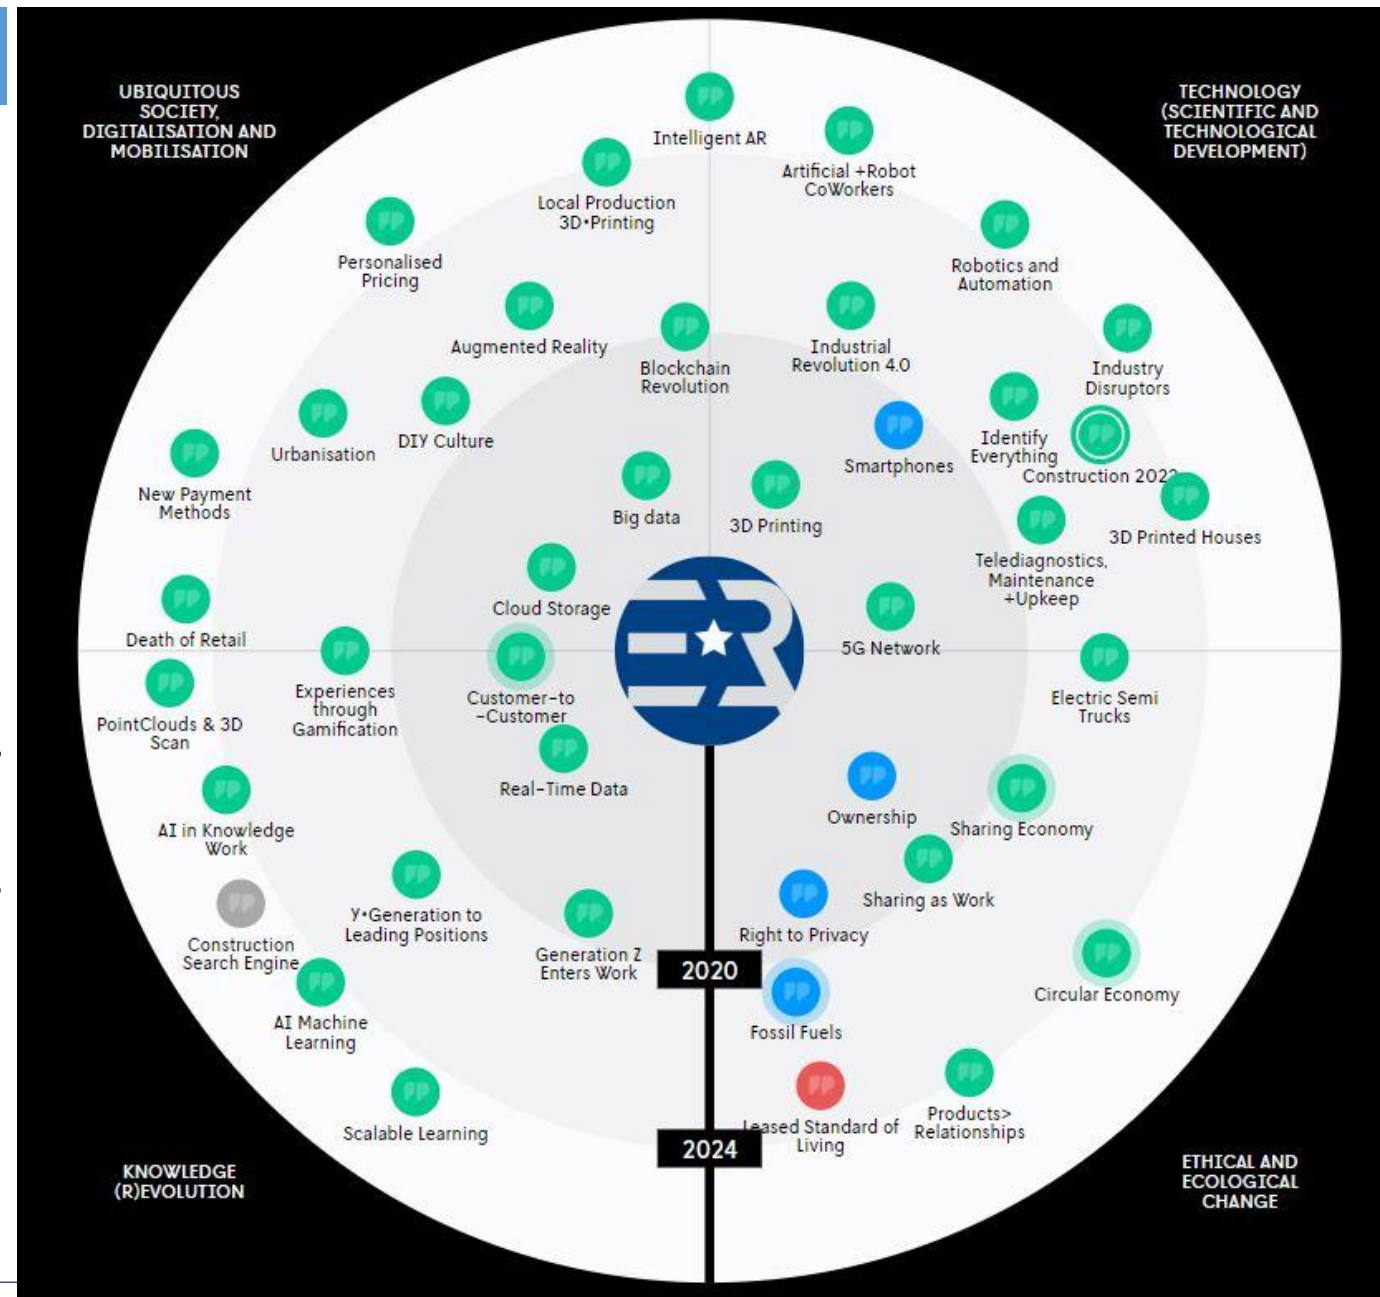 UBIQUITOUS
SOCIETY,
DIGITALISATION AND
MOBILISATION
TECHNOLOGY
(SCIENTIFIC AND
TECHNOLOGICAL
DEVELOPMENT)
Intelligent AR
Artificial +Robot
CoWorkers
Local Production
3D•Printing
Personalised
Pricing
Robotics and
Automation
Augmented Reality
Blockchain
Revolution
Industrial
Revolution 4.0
Industry
Disruptors
Urbanisation
DIY Culture
Smartphones
Identify
Everything
Construction 2022
New Payment
Methods
Big data
3D Printing
3D Printed Houses
Telediagnostics,
Maintenance
+Upkeep
Cloud Storage
Death of Retail
5G Network
ER
Experiences
through
Gamification
Customer-to
-Customer
Electric Semi
Trucks
PointClouds & 3D
Scan
Real-Time Data
AI in Knowledge
Work
Ownership
Sharing Economy
Sharing as Work
Y•Generation to
Leading Positions
Right to Privacy
Construction
Search Engine
Generation Z
Enters Work
2020
Circular Economy
AI Machine
Learning
Fossil Fuels
Scalable Learning
Leased Standard of
Living
Products>
Relationships
2024
KNOWLEDGE
(R)EVOLUTION
ETHICAL AND
ECOLOGICAL
CHANGE